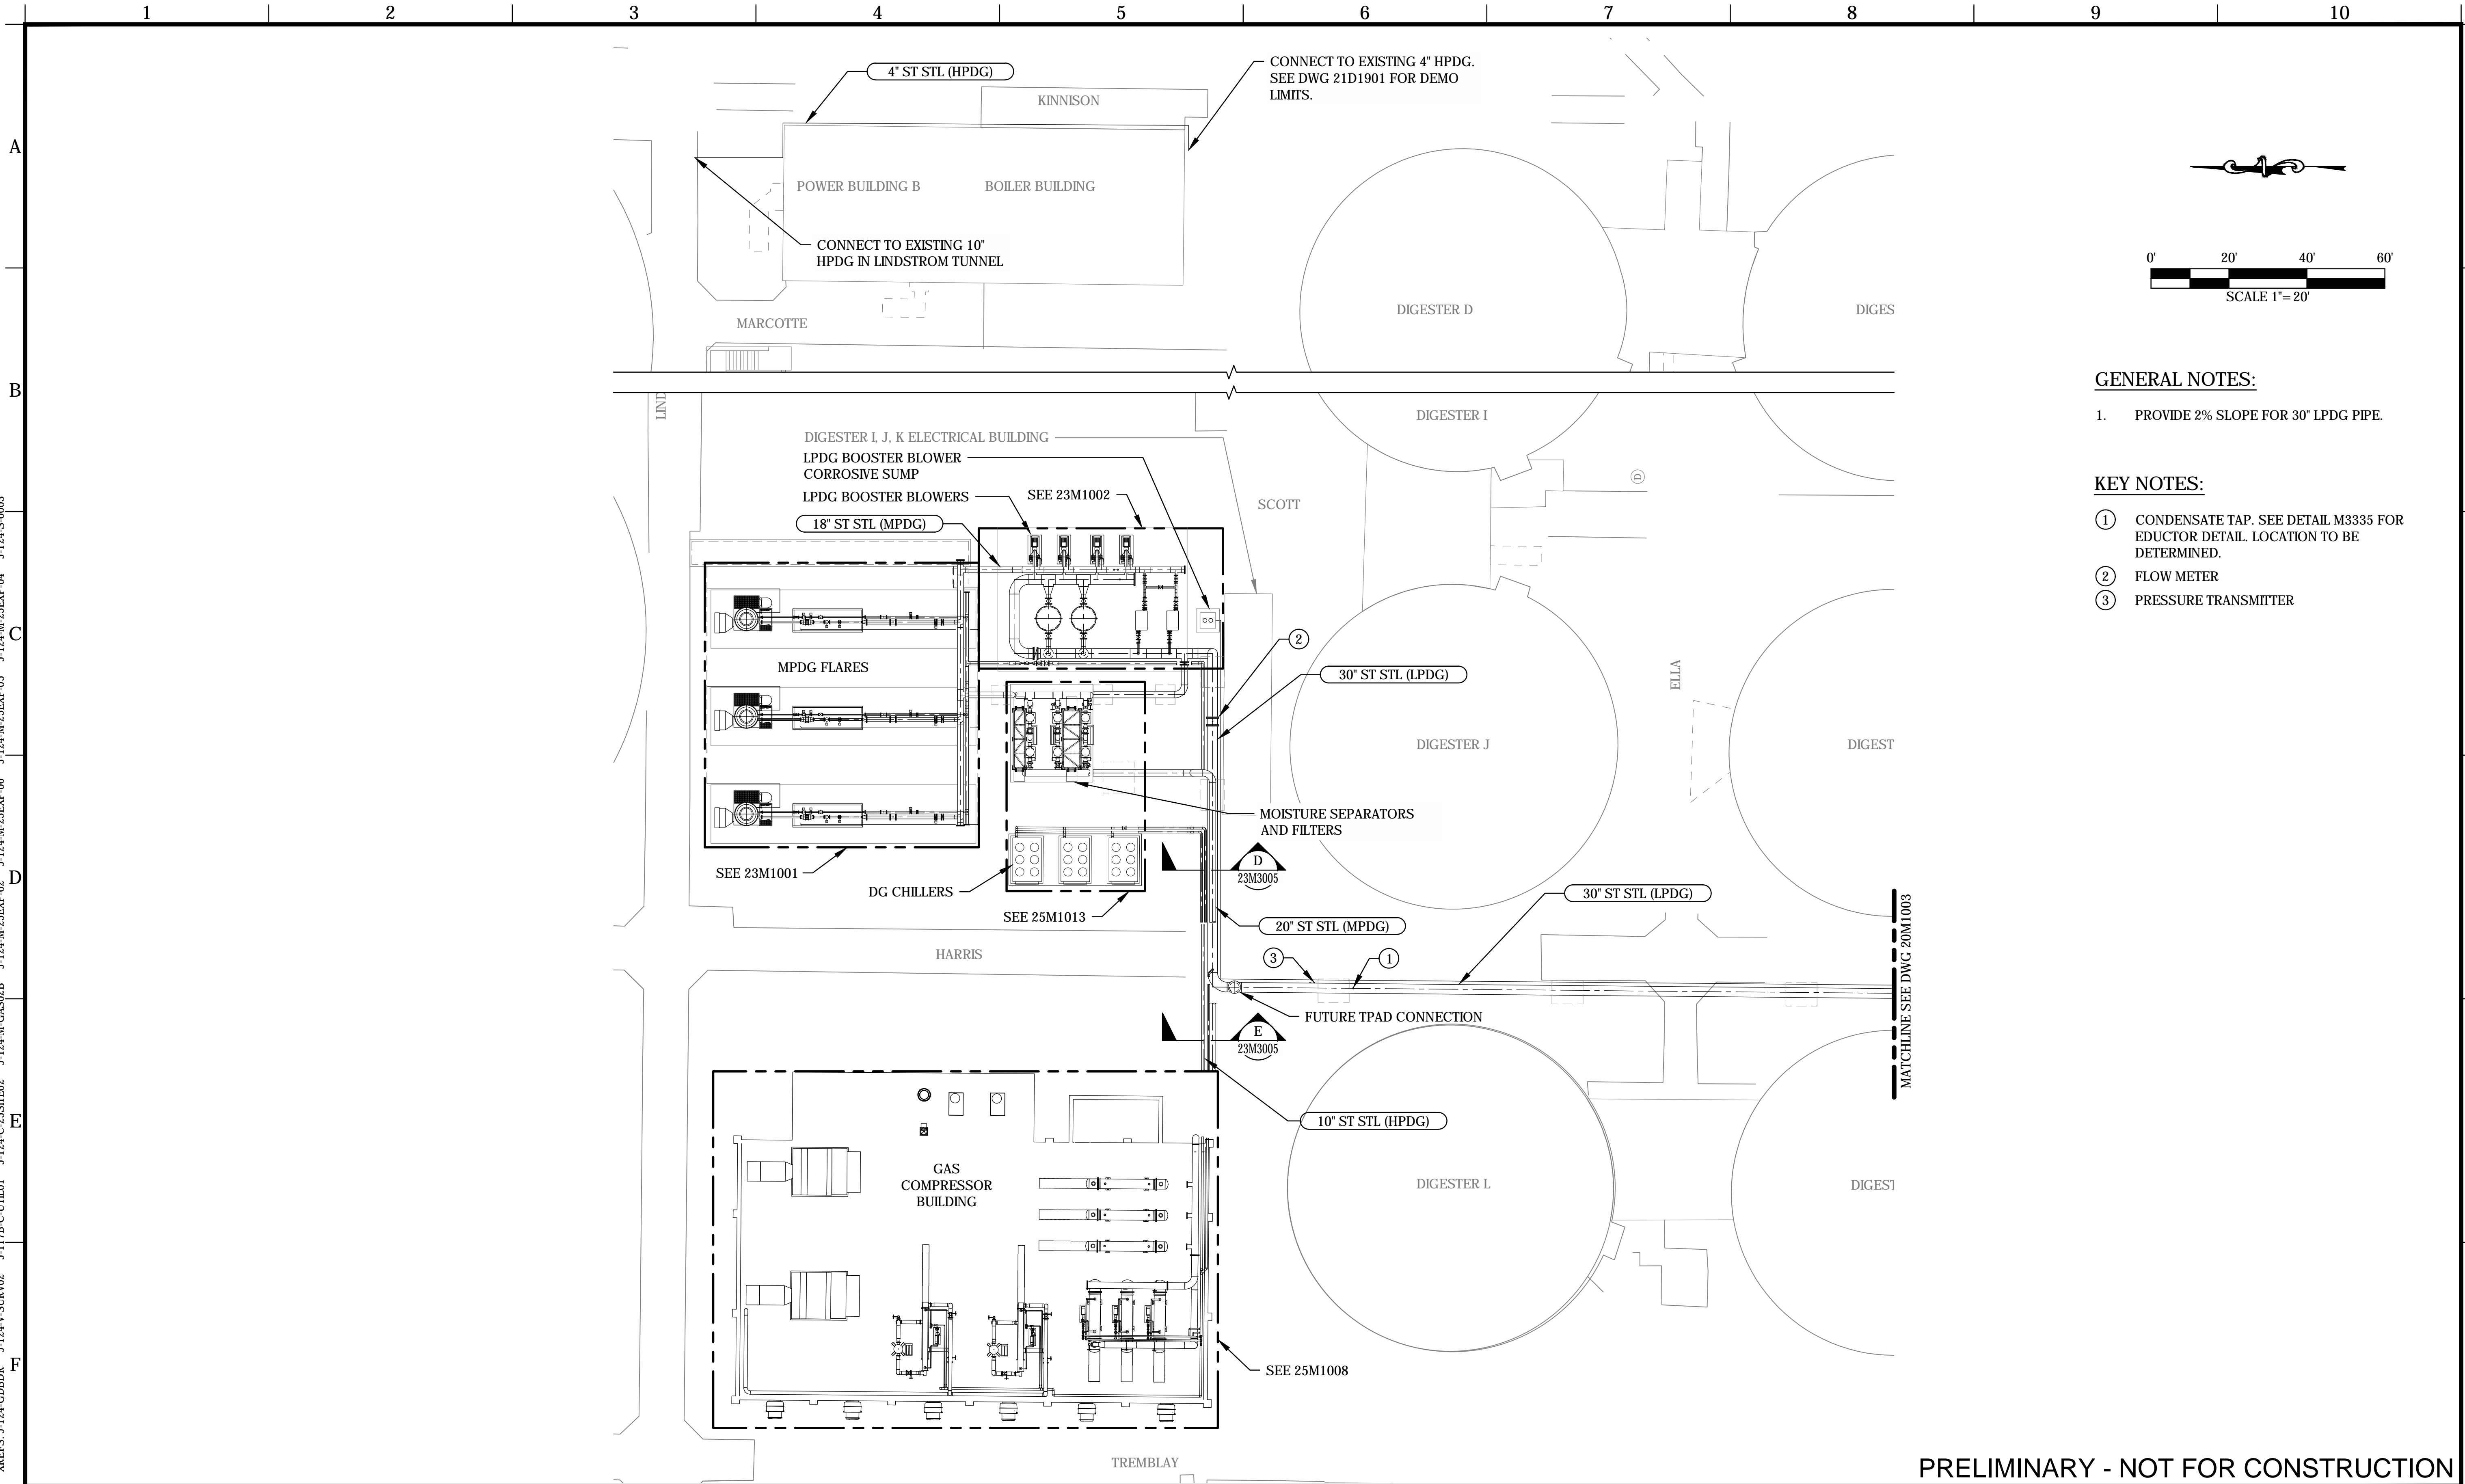 1 2 3 4 5 6 7 8 9 10
A
B
C
D
E
F
4" ST STL (HPDG)
KINNISON
CONNECT TO EXISTING 4" HPDG.
SEE DWG 21D1901 FOR DEMO
LIMITS.
POWER BUILDING B
BOILER BUILDING
CONNECT TO EXISTING 10"
HPDG IN LINDSTROM TUNNEL
MARCOTTE
DIGESTER D
DIGES
0' 20' 40' 60'
SCALE 1"= 20'
GENERAL NOTES:
1. PROVIDE 2% SLOPE FOR 30" LPDG PIPE.
KEY NOTES:
1 CONDENSATE TAP. SEE DETAIL M3335 FOR
EDUCTOR DETAIL. LOCATION TO BE
DETERMINED.
2 FLOW METER
3 PRESSURE TRANSMITTER
LIND
DIGESTER I
DIGESTER I, J, K ELECTRICAL BUILDING
LPDG BOOSTER BLOWER
CORROSIVE SUMP
LPDG BOOSTER BLOWERS
SEE 23M1002
18" ST STL (MPDG)
SCOTT
D
MPDG FLARES
2
30" ST STL (LPDG)
ELLA
DIGESTER J
DIGEST
MOISTURE SEPARATORS
AND FILTERS
SEE 23M1001
DG CHILLERS
SEE 25M1013
D
23M3005
20" ST STL (MPDG)
30" ST STL (LPDG)
MATCHLINE SEE DWG 20M1003
HARRIS
3
1
FUTURE TPAD CONNECTION
E
23M3005
10" ST STL (HPDG)
GAS
COMPRESSOR
BUILDING
DIGESTER L
DIGEST
SEE 25M1008
TREMBLAY
PRELIMINARY - NOT FOR CONSTRUCTION